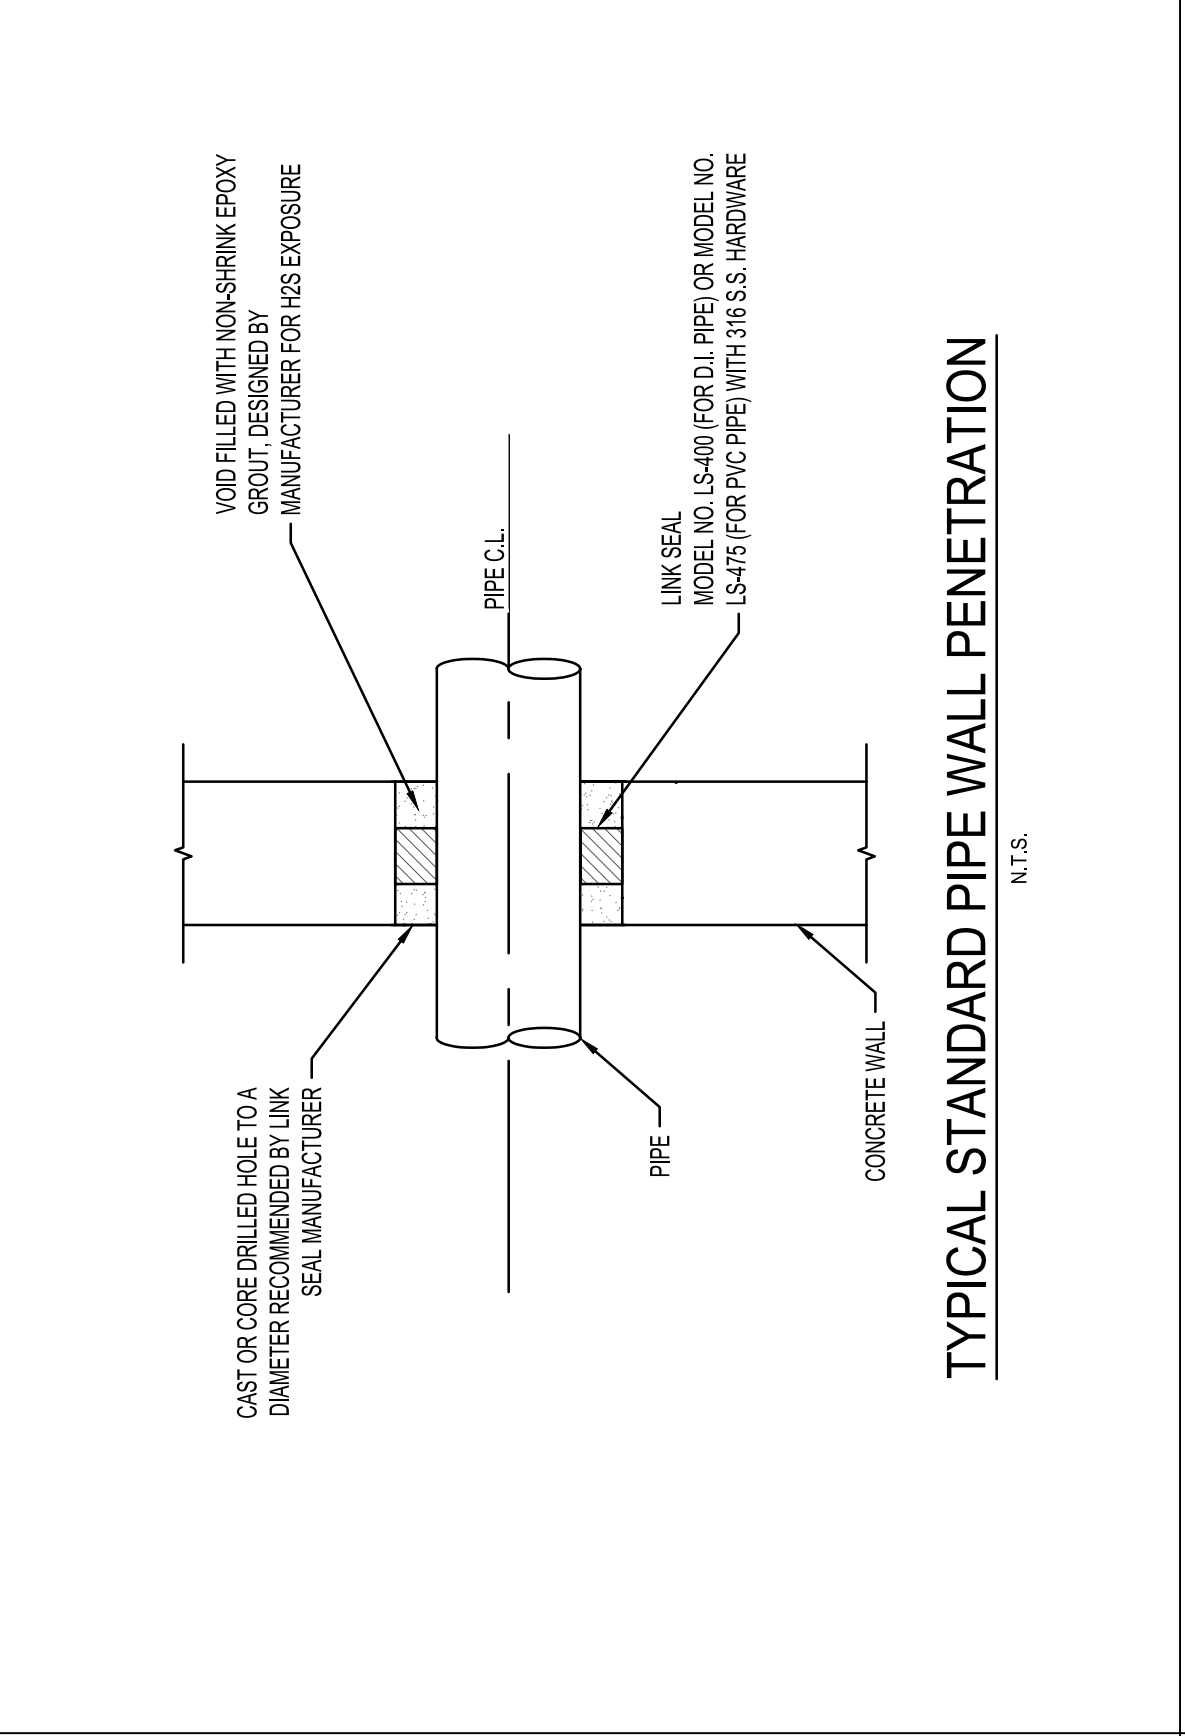 VOID FILLED WITH NON-SHRINK EPOXY
GROUT, DESIGNED BY
MANUFACTURER FOR H2S EXPOSURE
CAST OR CORE DRILLED HOLE TO A
DIAMETER RECOMMENDED BY LINK
SEAL MANUFACTURER
PIPE C.L.
LINK SEAL
MODEL NO. LS-400 (FOR D.I. PIPE) OR MODEL NO.
LS-475 (FOR PVC PIPE) WITH 316 S.S. HARDWARE
PIPE
CONCRETE WALL
TYPICAL STANDARD PIPE WALL PENETRATION
N.T.S.